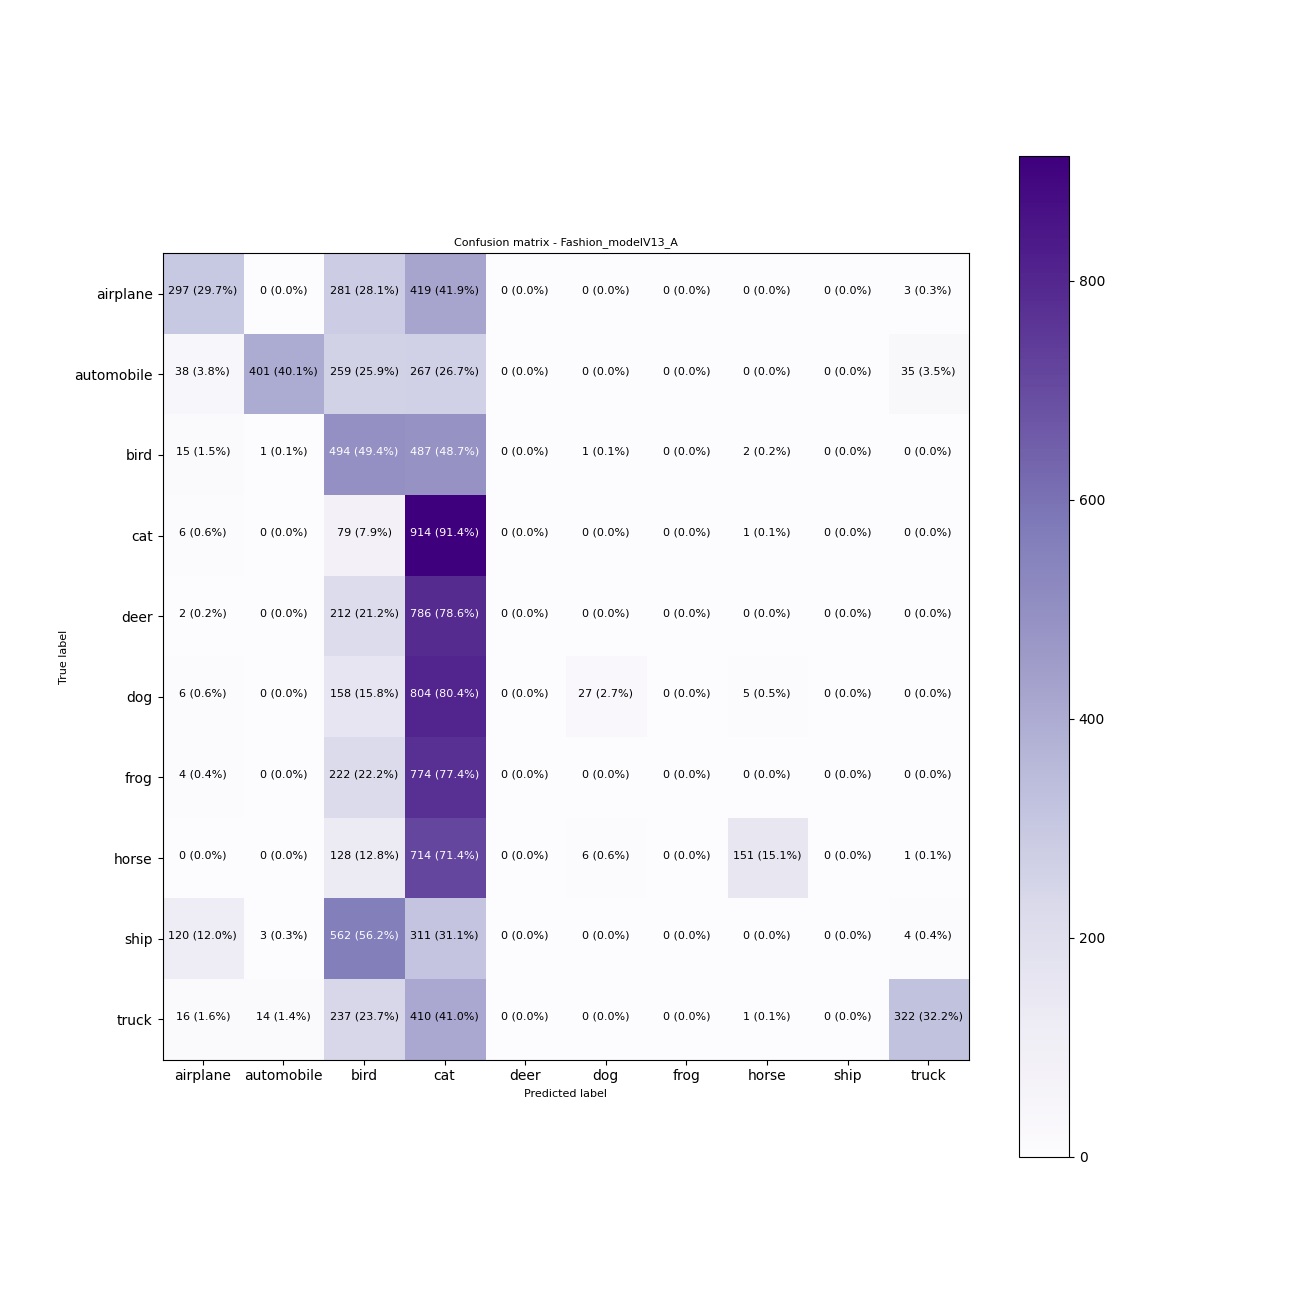 Confusion matrix - Fashion_modelV13_A
airplane 297 (29.7%) 0 (0.0%) 281 (28.1%) 419 (41.9%) 0 (0.0%) 0 (0.0%) 0 (0.0%) 0 (0.0%) 0 (0.0%) 3 (0.3%)
automobile 38 (3.8%) 401 (40.1%) 259 (25.9%) 267 (26.7%) 0 (0.0%) 0 (0.0%) 0 (0.0%) 0 (0.0%) 0 (0.0%) 35 (3.5%)
bird 15 (1.5%) 1 (0.1%) 494 (49.4%) 487 (48.7%) 0 (0.0%) 1 (0.1%) 0 (0.0%) 2 (0.2%) 0 (0.0%) 0 (0.0%)
cat 6 (0.6%) 0 (0.0%) 79 (7.9%) 914 (91.4%) 0 (0.0%) 0 (0.0%) 0 (0.0%) 1 (0.1%) 0 (0.0%) 0 (0.0%)
deer 2 (0.2%) 0 (0.0%) 212 (21.2%) 786 (78.6%) 0 (0.0%) 0 (0.0%) 0 (0.0%) 0 (0.0%) 0 (0.0%) 0 (0.0%)
dog 6 (0.6%) 0 (0.0%) 158 (15.8%) 804 (80.4%) 0 (0.0%) 27 (2.7%) 0 (0.0%) 5 (0.5%) 0 (0.0%) 0 (0.0%)
frog 4 (0.4%) 0 (0.0%) 222 (22.2%) 774 (77.4%) 0 (0.0%) 0 (0.0%) 0 (0.0%) 0 (0.0%) 0 (0.0%) 0 (0.0%)
horse 0 (0.0%) 0 (0.0%) 128 (12.8%) 714 (71.4%) 0 (0.0%) 6 (0.6%) 0 (0.0%) 151 (15.1%) 0 (0.0%) 1 (0.1%)
ship 120 (12.0%) 3 (0.3%) 562 (56.2%) 311 (31.1%) 0 (0.0%) 0 (0.0%) 0 (0.0%) 0 (0.0%) 0 (0.0%) 4 (0.4%)
truck 16 (1.6%) 14 (1.4%) 237 (23.7%) 410 (41.0%) 0 (0.0%) 0 (0.0%) 0 (0.0%) 1 (0.1%) 0 (0.0%) 322 (32.2%)
airplane automobile bird cat deer dog frog horse ship truck
Predicted label
True label
800
600
400
200
0